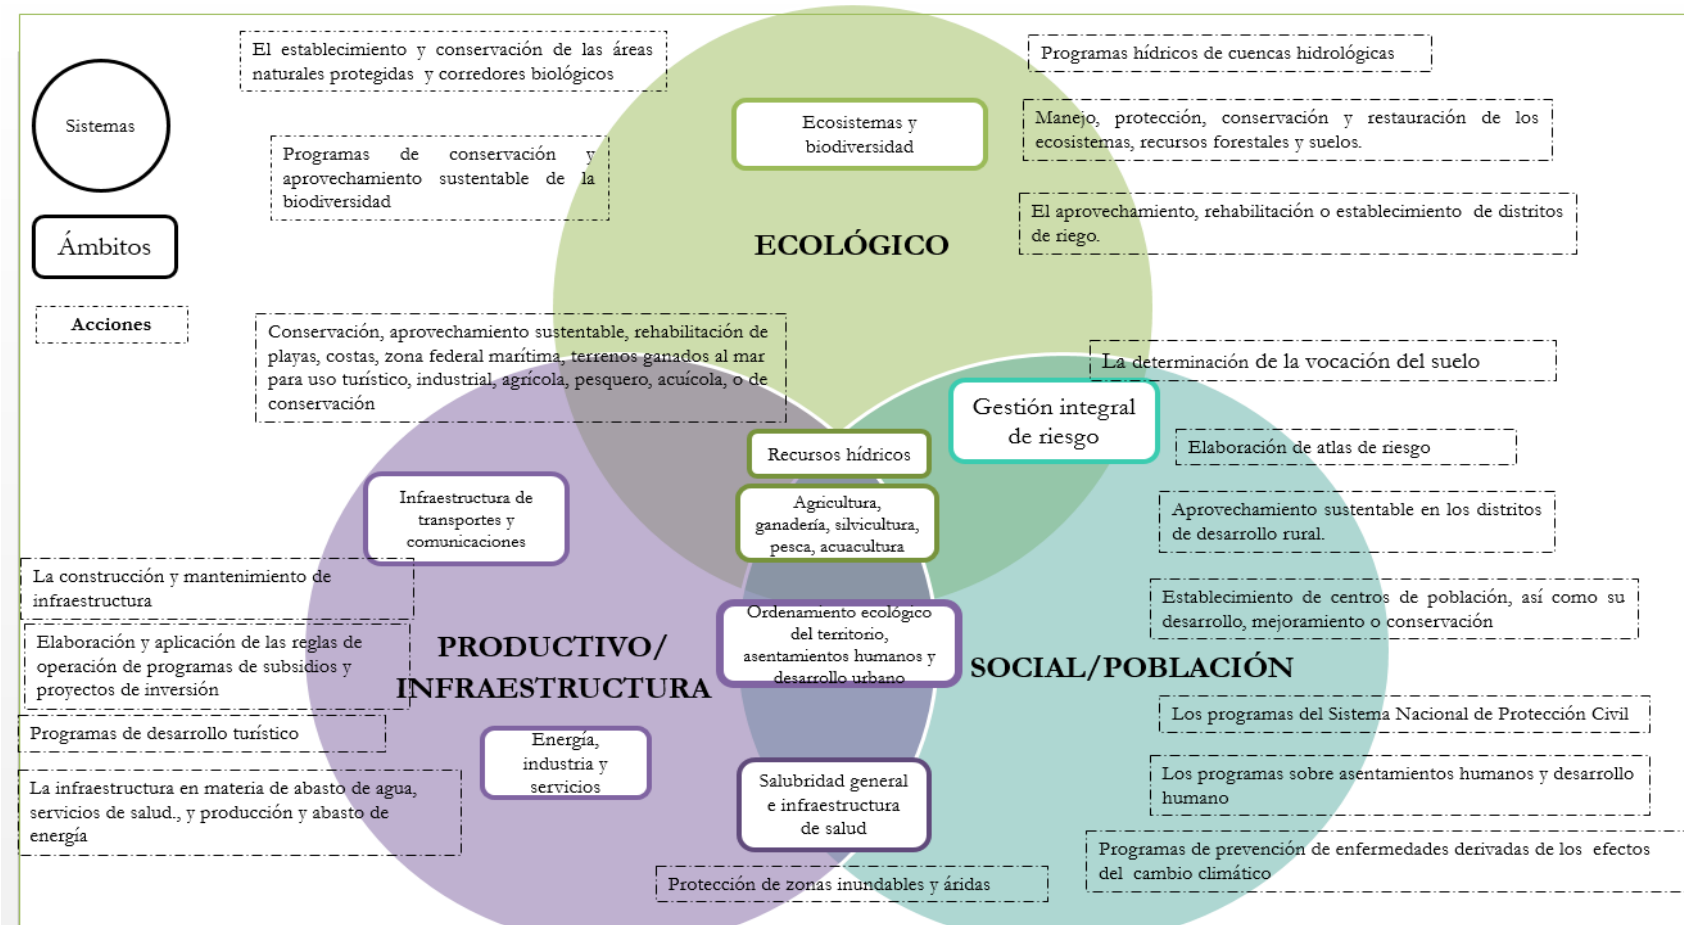 Sistemas
Ámbitos
Acciones
El establecimiento y conservación de las áreas
naturales protegidas y corredores biológicos
Programas de conservación y
aprovechamiento sustentable de la
biodiversidad
Ecosistemas y
biodiversidad
ECOLÓGICO
Programas hídricos de cuencas hidrológicas
Manejo, protección, conservación y restauración de los
ecosistemas, recursos forestales y suelos.
El aprovechamiento, rehabilitación o establecimiento de distritos
de riego.
Conservación, aprovechamiento sustentable, rehabilitación de
playas, costas, zona federal marítima, terrenos ganados al mar
para uso turístico, industrial, agrícola, pesquero, acuícola, o de
conservación
La determinación de la vocación del suelo
Gestión integral
de riesgo
Recursos hídricos
Agricultura,
ganadería, silvicultura,
pesca, acuacultura
Elaboración de atlas de riesgo
Aprovechamiento sustentable en los distritos
de desarrollo rural.
Infraestructura de
transportes y
comunicaciones
La construcción y mantenimiento de
infraestructura
Elaboración y aplicación de las reglas de
operación de programas de subsidios y
proyectos de inversión
Programas de desarrollo turístico
La infraestructura en materia de abasto de agua,
servicios de salud., y producción y abasto de
energía
PRODUCTIVO/
INFRAESTRUCTURA
Energía,
industria y
servicios
Ordenamiento ecológico
del territorio,
asentamientos humanos y
desarrollo urbano
Salubridad general
e infraestructura
de salud
Protección de zonas inundables y áridas
SOCIAL/POBLACIÓN
Establecimiento de centros de población, así como su
desarrollo, mejoramiento o conservación
Los programas del Sistema Nacional de Protección Civil
Los programas sobre asentamientos humanos y desarrollo
humano
Programas de prevención de enfermedades derivadas de los efectos
del cambio climático